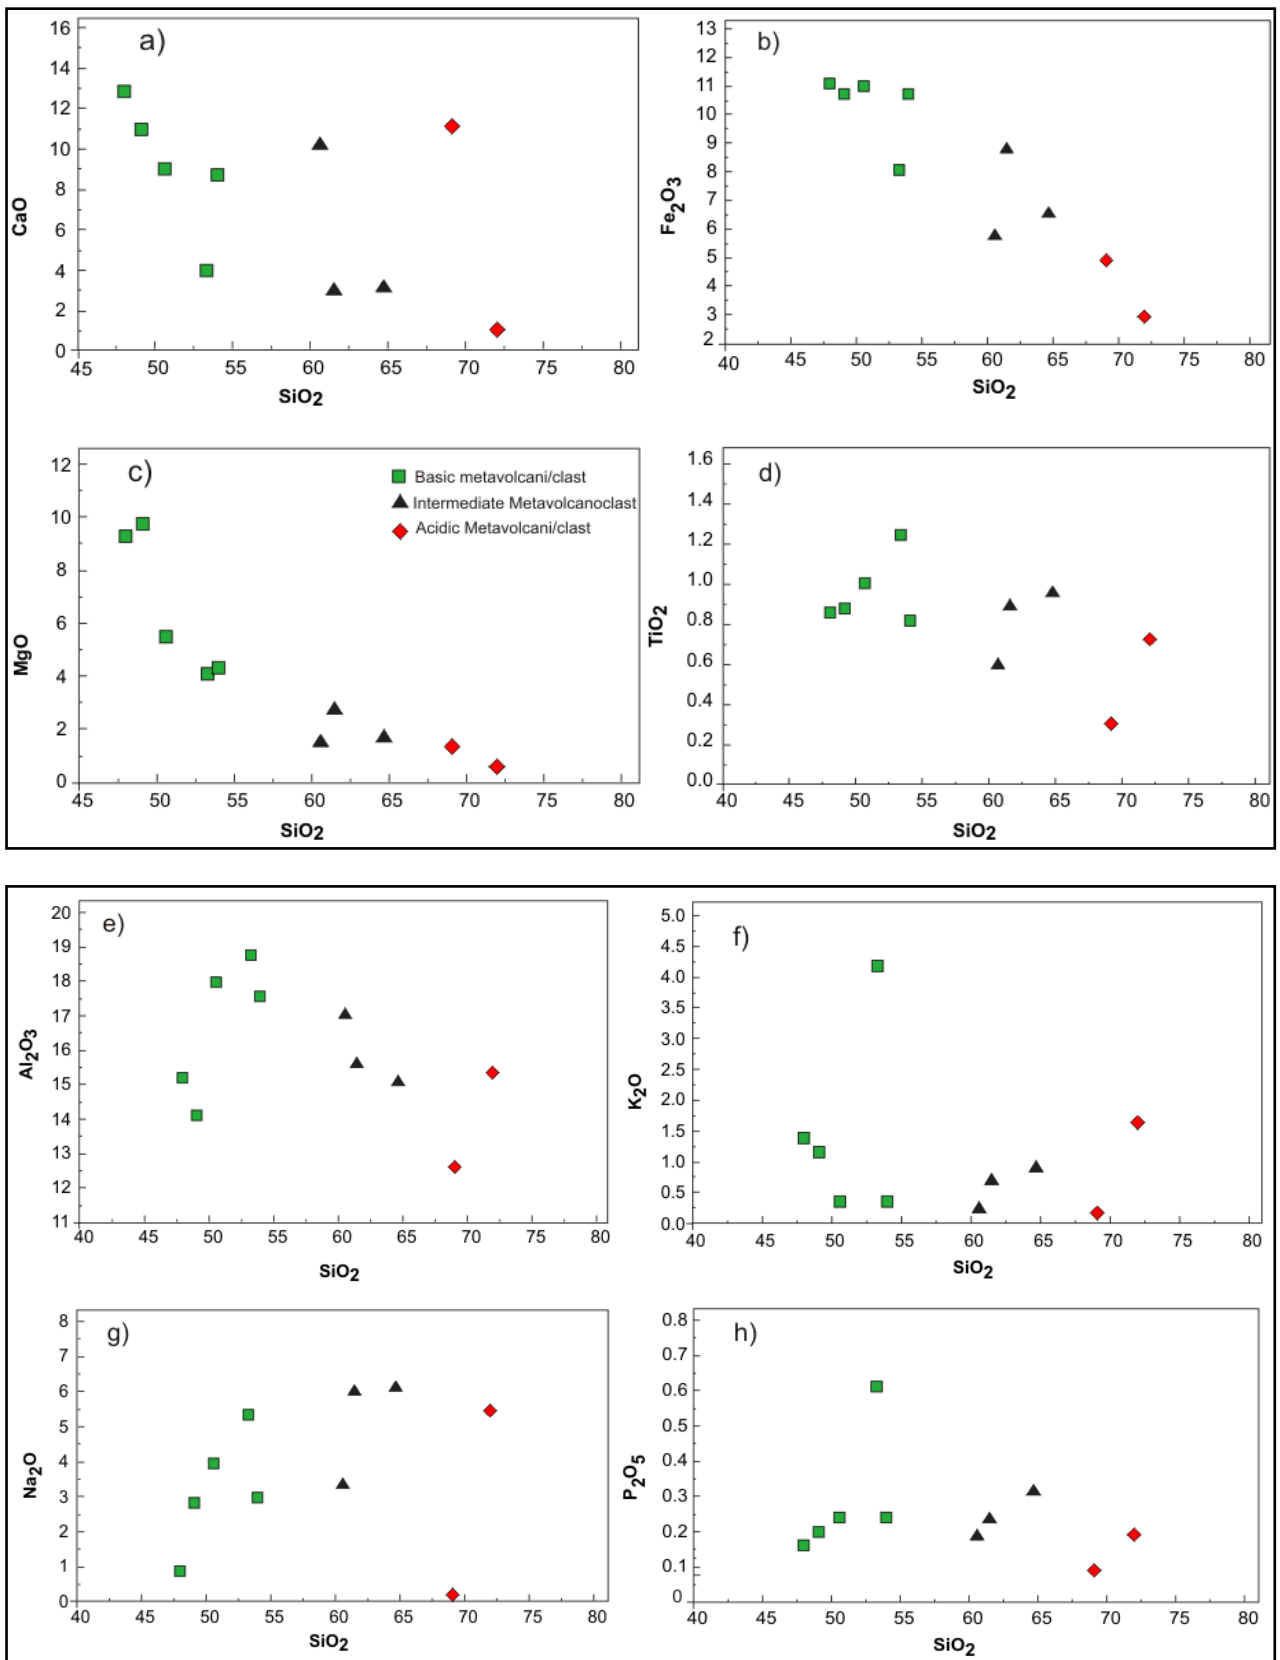 a)
16
14
12
10
8
6
4
2
0
CaO
45 50 55 60 65 70 75 80
SiO2
b)
13
12
11
10
9
8
7
6
5
4
3
2
Fe2O3
40 45 50 55 60 65 70 75 80
SiO2
c)
12
10
8
6
4
2
0
MgO
Basic metavolcani/clast
Intermediate Metavolcanoclast
Acidic Metavolcani/clast
45 50 55 60 65 70 75 80
SiO2
d)
1.6
1.4
1.2
1.0
0.8
0.6
0.4
0.2
0.0
TiO2
40 45 50 55 60 65 70 75 80
SiO2
e)
20
19
18
17
16
15
14
13
12
11
Al2O3
40 45 50 55 60 65 70 75 80
SiO2
f)
5.0
4.5
4.0
3.5
3.0
2.5
2.0
1.5
1.0
0.5
0.0
K2O
40 45 50 55 60 65 70 75 80
SiO2
g)
8
7
6
5
4
3
2
1
0
Na2O
40 45 50 55 60 65 70 75 80
SiO2
h)
0.8
0.7
0.6
0.5
0.4
0.3
0.2
0.1
0
P2O5
40 45 50 55 60 65 70 75 80
SiO2